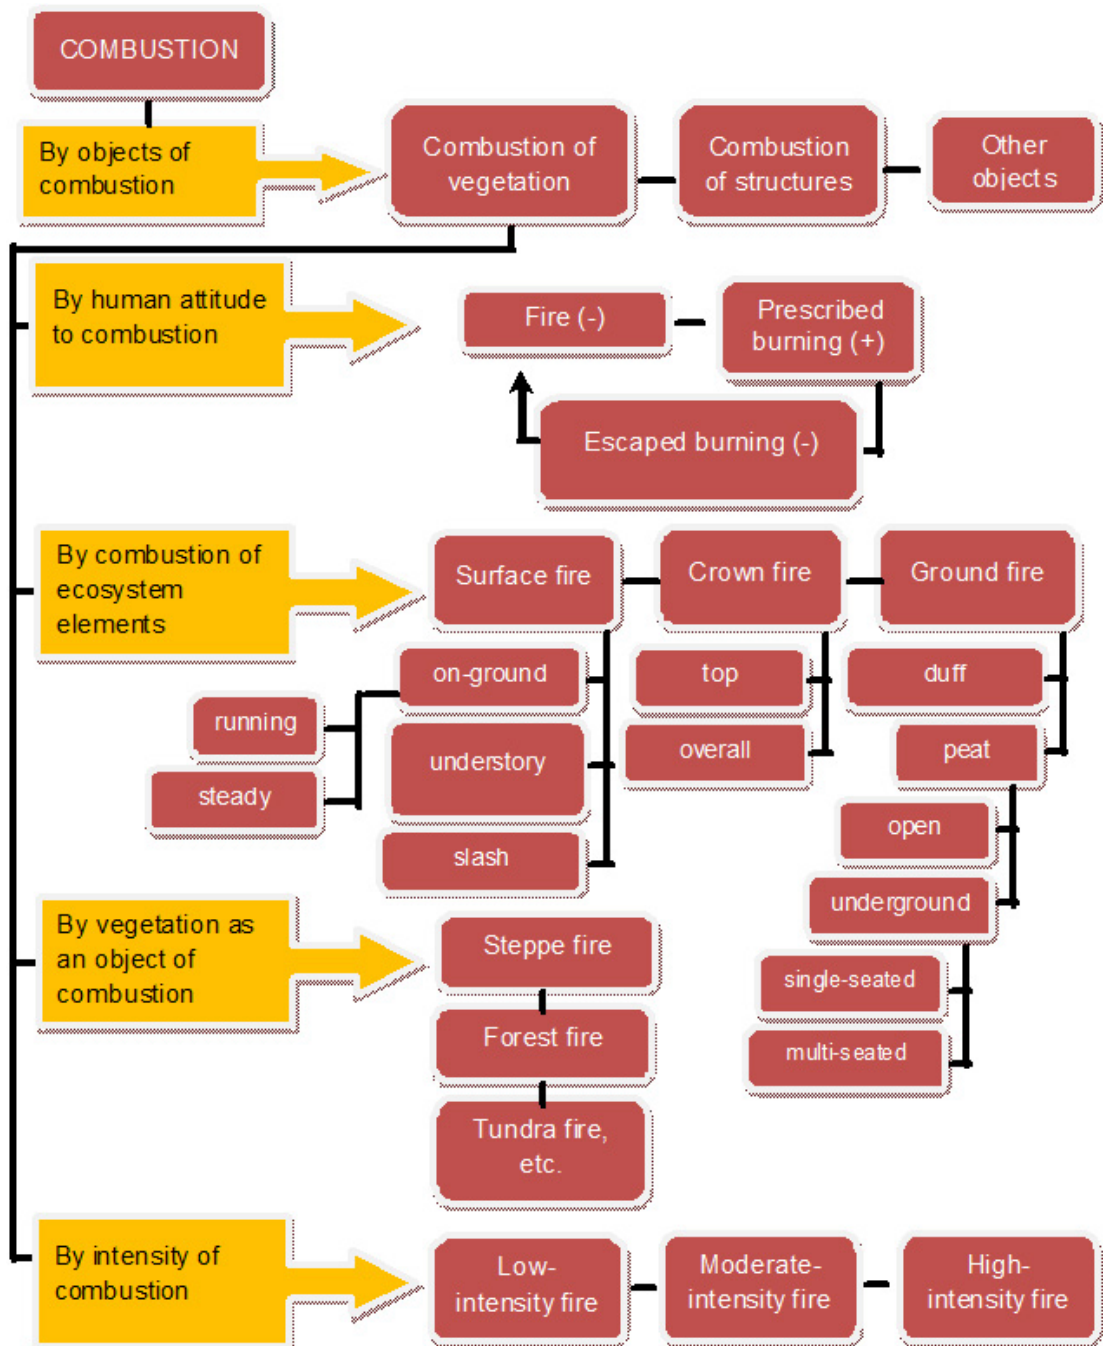 COMBUSTION
By objects of
combustion
Combustion of
vegetation
Combustion
of structures
Other
objects
By human attitude
to combustion
Fire (-)
Prescribed
burning (+)
Escaped burning (-)
By combustion of
ecosystem
elements
Surface fire
Crown fire
Ground fire
on-ground
top
duff
running
understory
overall
peat
steady
slash
open
underground
By vegetation as
an object of
combustion
Steppe fire
single-seated
Forest fire
multi-seated
Tundra fire,
etc.
By intensity of
combustion
Low-
intensity fire
Moderate-
intensity fire
High-
intensity fire